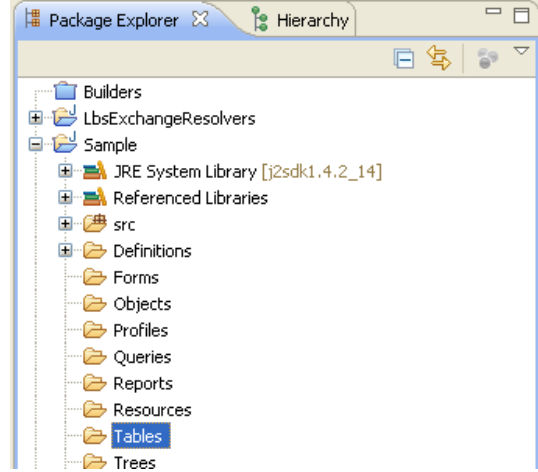 Package Explorer Hierarchy
Builders
LbsExchangeResolvers
Sample
JRE System Library [j2sdk1.4.2_14]
Referenced Libraries
src
Definitions
Forms
Objects
Profiles
Queries
Reports
Resources
Tables
Trees